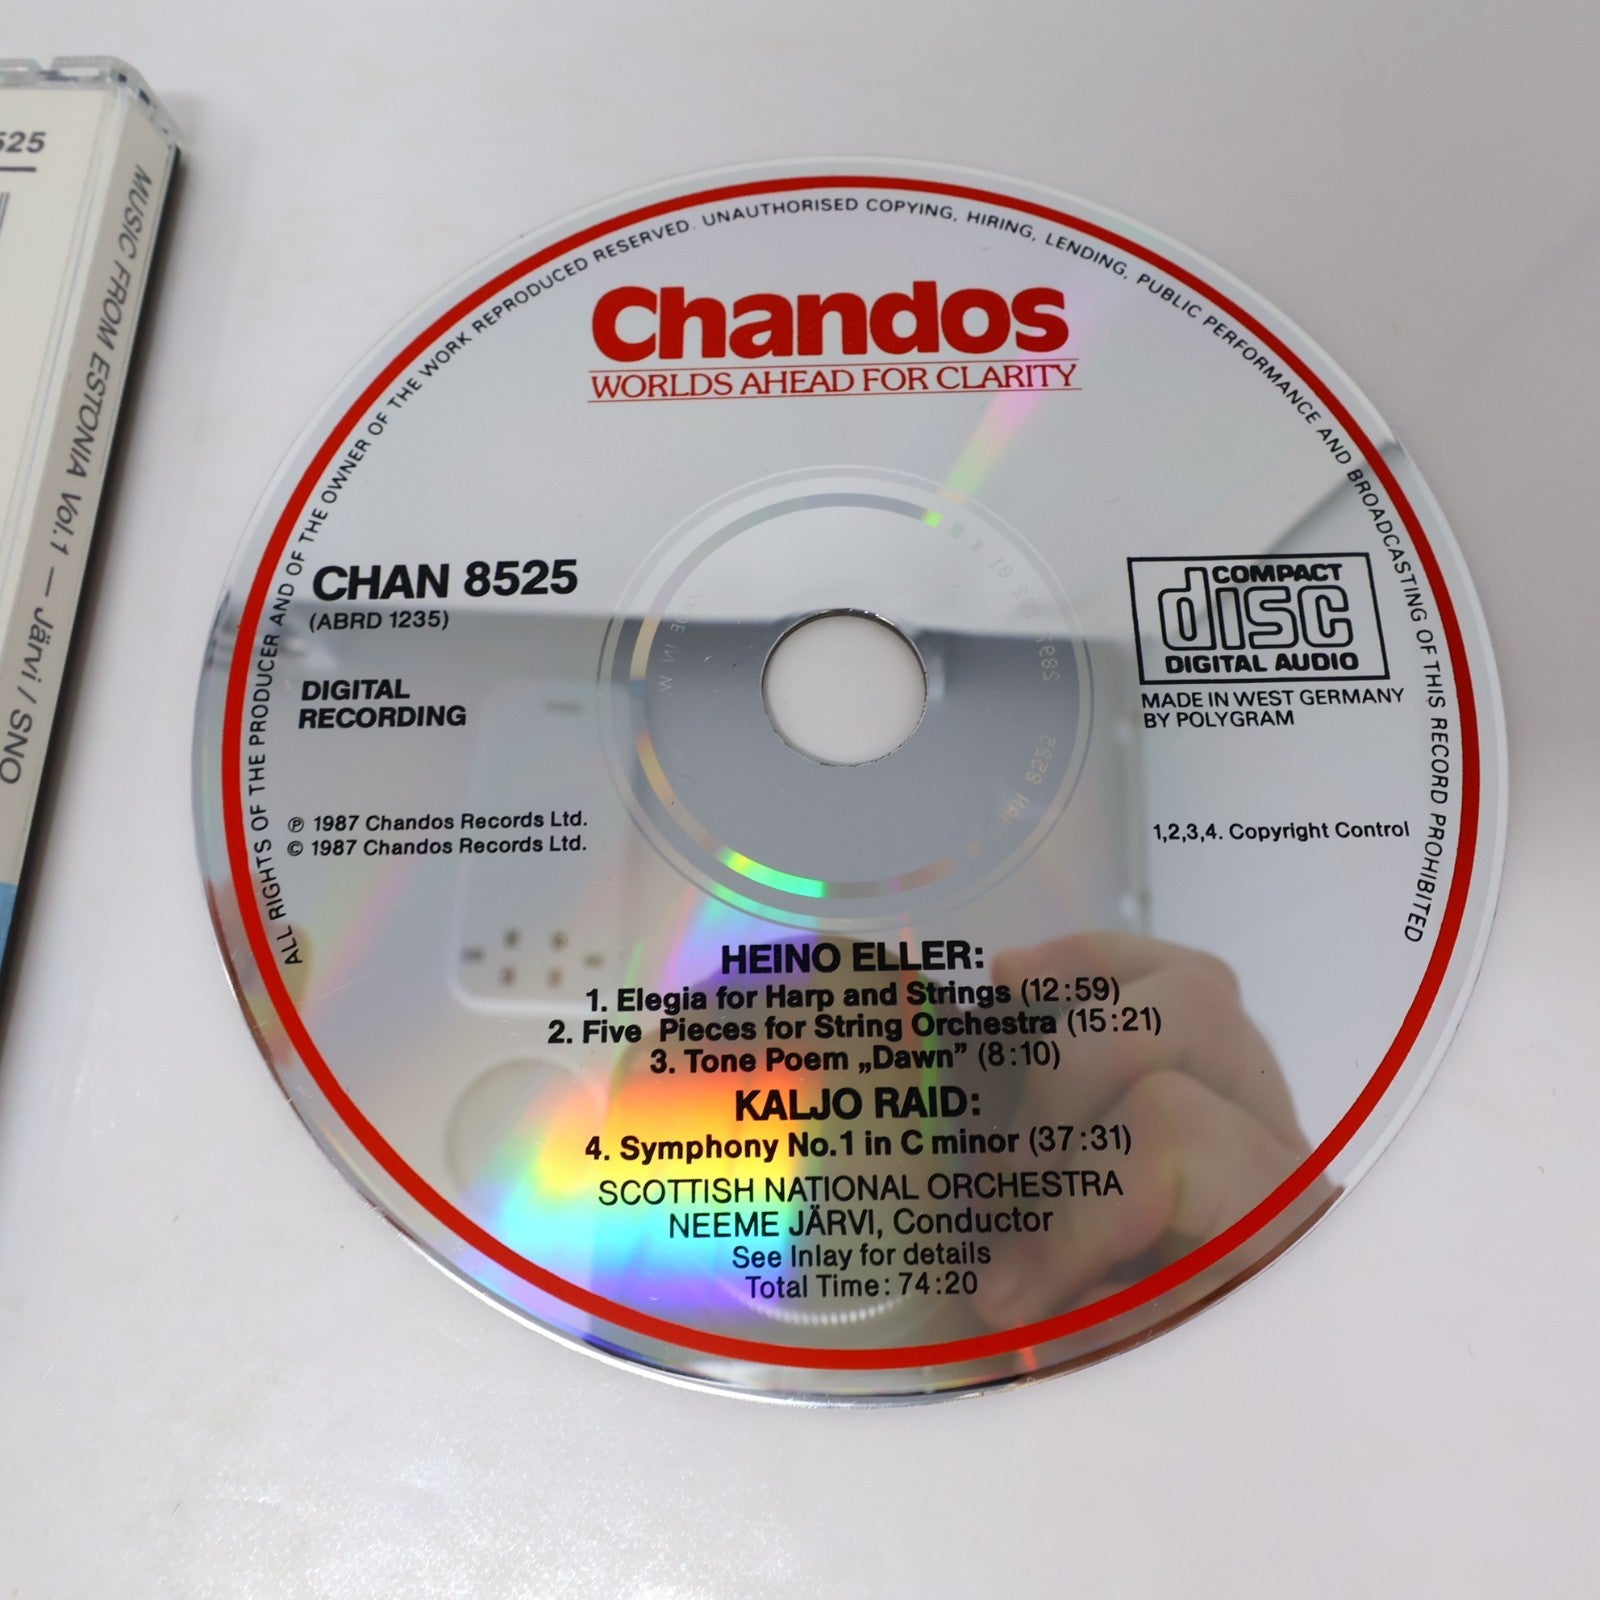 525
MUSIC FROM ESTONIA Vol.1 — Järvi / SNO
ALL RIGHTS OF THE PRODUCER AND OF THE OWNER OF THE WORK REPRODUCED RESERVED. UNAUTHORISED COPYING, HIRING, LENDING, PUBLIC PERFORMANCE AND BROADCASTING OF THIS RECORD PROHIBITED
Chandos
WORLDS AHEAD FOR CLARITY
CHAN 8525
(ABRD 1235)
DIGITAL
RECORDING
COMPACT
disc
DIGITAL AUDIO
MADE IN WEST GERMANY
BY POLYGRAM
℗ 1987 Chandos Records Ltd.
© 1987 Chandos Records Ltd.
1,2,3,4. Copyright Control
HEINO ELLER:
1. Elegia for Harp and Strings (12:59)
2. Five Pieces for String Orchestra (15:21)
3. Tone Poem „Dawn” (8:10)
KALJO RAID:
4. Symphony No.1 in C minor (37:31)
SCOTTISH NATIONAL ORCHESTRA
NEEME JÄRVI, Conductor
See Inlay for details
Total Time: 74:20